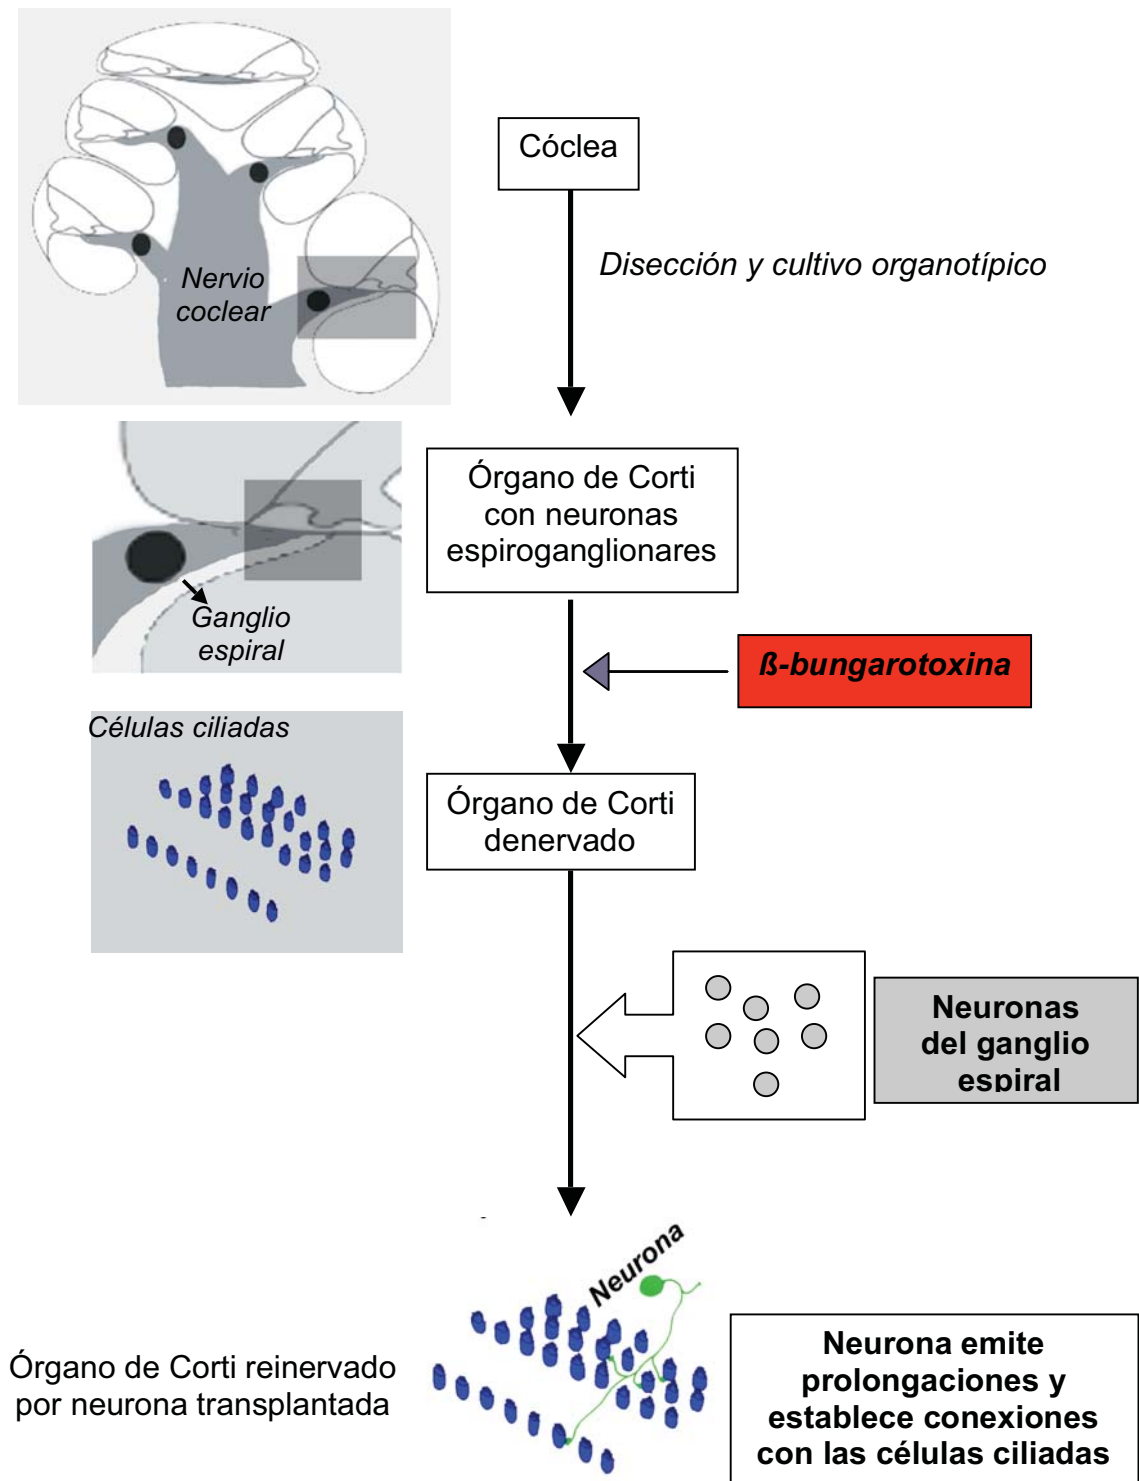 Cóclea
Nervio
coclear
Disección y cultivo organotípico
Órgano de Corti
con neuronas
espiroganglionares
Ganglio
espiral
ß-bungarotoxina
Células ciliadas
Órgano de Corti
denervado
Neuronas
del ganglio
espiral
Neurona
Órgano de Corti reinervado
por neurona transplantada
Neurona emite
prolongaciones y
establece conexiones
con las células ciliadas